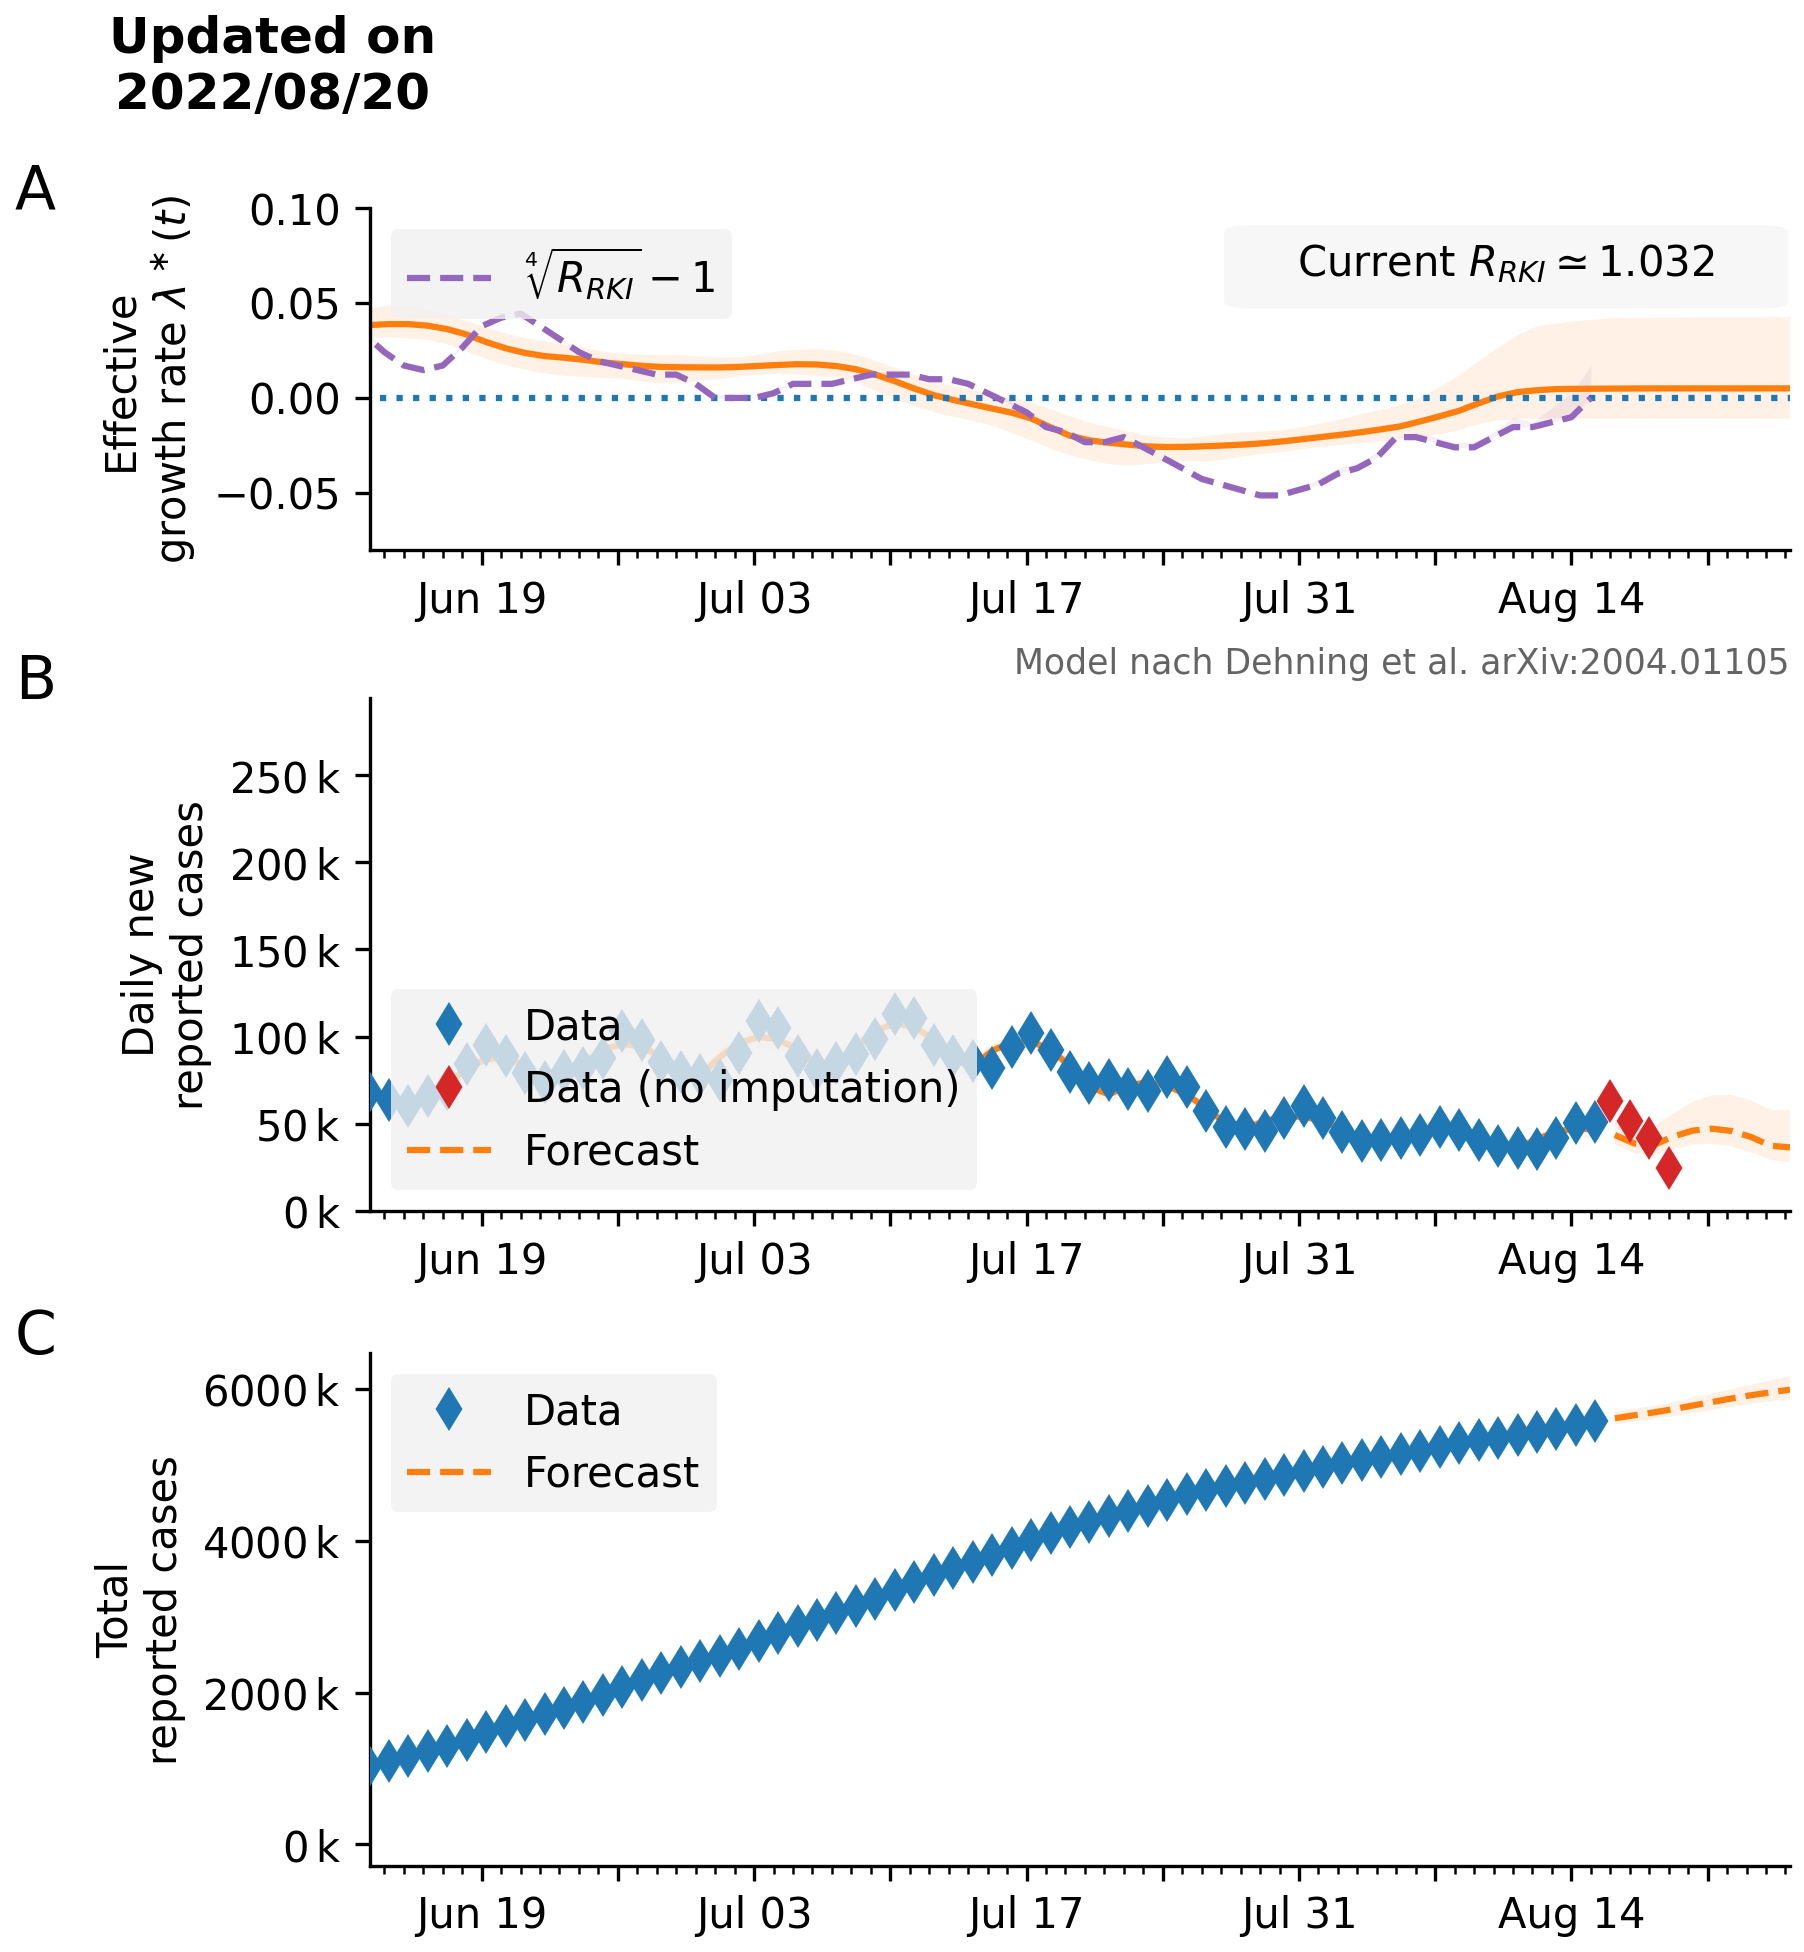 Updated on
2022/08/20
A
Effective
growth rate λ * (t)
0.10
0.05
0.00
−0.05
∜R_RKI − 1
Current R_RKI ≃ 1.032
Jun 19
Jul 03
Jul 17
Jul 31
Aug 14
Model nach Dehning et al. arXiv:2004.01105
B
Daily new
reported cases
250 k
200 k
150 k
100 k
50 k
0 k
Data
Data (no imputation)
Forecast
Jun 19
Jul 03
Jul 17
Jul 31
Aug 14
C
Total
reported cases
6000 k
4000 k
2000 k
0 k
Data
Forecast
Jun 19
Jul 03
Jul 17
Jul 31
Aug 14